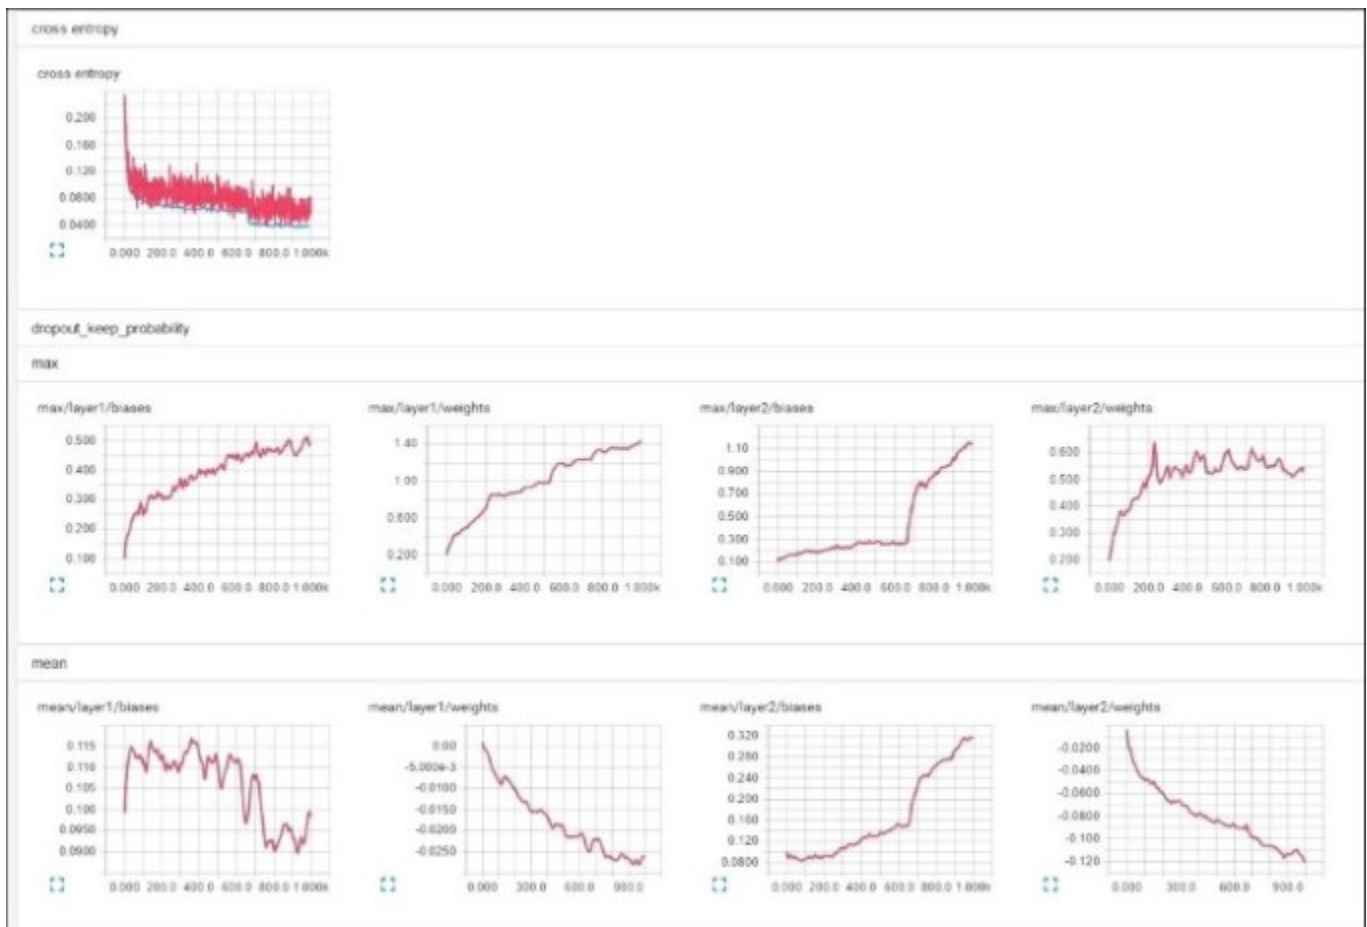 cross entropy
cross entropy
0.200
0.160
0.120
0.0800
0.0400
0.000 200.0 400.0 600.0 800.0 1.000k
dropout_keep_probability
max
max/layer1/biases
0.500
0.400
0.300
0.200
0.100
0.000 200.0 400.0 600.0 800.0 1.000k
max/layer1/weights
1.40
1.00
0.600
0.200
0.000 200.0 400.0 600.0 800.0 1.000k
max/layer2/biases
1.10
0.900
0.700
0.500
0.300
0.100
0.000 200.0 400.0 600.0 800.0 1.000k
max/layer2/weights
0.600
0.500
0.400
0.300
0.200
0.000 200.0 400.0 600.0 800.0 1.000k
mean
mean/layer1/biases
0.115
0.110
0.105
0.100
0.0950
0.0900
0.000 200.0 400.0 600.0 800.0 1.000k
mean/layer1/weights
0.00
-5.000e-3
-0.0100
-0.0150
-0.0200
-0.0250
0.000 300.0 600.0 900.0
mean/layer2/biases
0.320
0.280
0.240
0.200
0.160
0.120
0.0800
0.000 200.0 400.0 600.0 800.0 1.000k
mean/layer2/weights
-0.0200
-0.0400
-0.0600
-0.0800
-0.100
-0.120
0.000 300.0 600.0 900.0